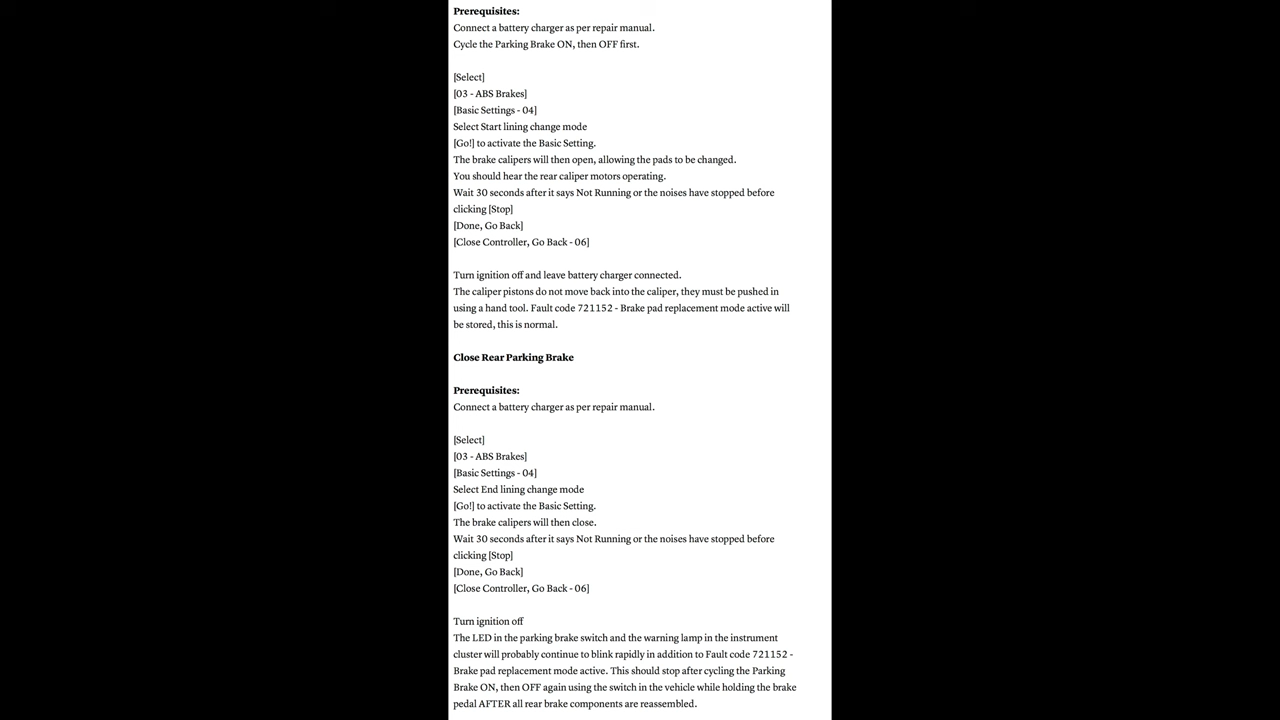 Prerequisites:
Connect a battery charger as per repair manual.
Cycle the Parking Brake ON, then OFF first.
[Select]
[03 - ABS Brakes]
[Basic Settings - 04]
Select Start lining change mode
[Go!] to activate the Basic Setting.
The brake calipers will then open, allowing the pads to be changed.
You should hear the rear caliper motors operating.
Wait 30 seconds after it says Not Running or the noises have stopped before
clicking [Stop]
[Done, Go Back]
[Close Controller, Go Back - 06]
Turn ignition off and leave battery charger connected.
The caliper pistons do not move back into the caliper, they must be pushed in
using a hand tool. Fault code 721152 - Brake pad replacement mode active will
be stored, this is normal.
Close Rear Parking Brake
Prerequisites:
Connect a battery charger as per repair manual.
[Select]
[03 - ABS Brakes]
[Basic Settings - 04]
Select End lining change mode
[Go!] to activate the Basic Setting.
The brake calipers will then close.
Wait 30 seconds after it says Not Running or the noises have stopped before
clicking [Stop]
[Done, Go Back]
[Close Controller, Go Back - 06]
Turn ignition off
The LED in the parking brake switch and the warning lamp in the instrument
cluster will probably continue to blink rapidly in addition to Fault code 721152 -
Brake pad replacement mode active. This should stop after cycling the Parking
Brake ON, then OFF again using the switch in the vehicle while holding the brake
pedal AFTER all rear brake components are reassembled.